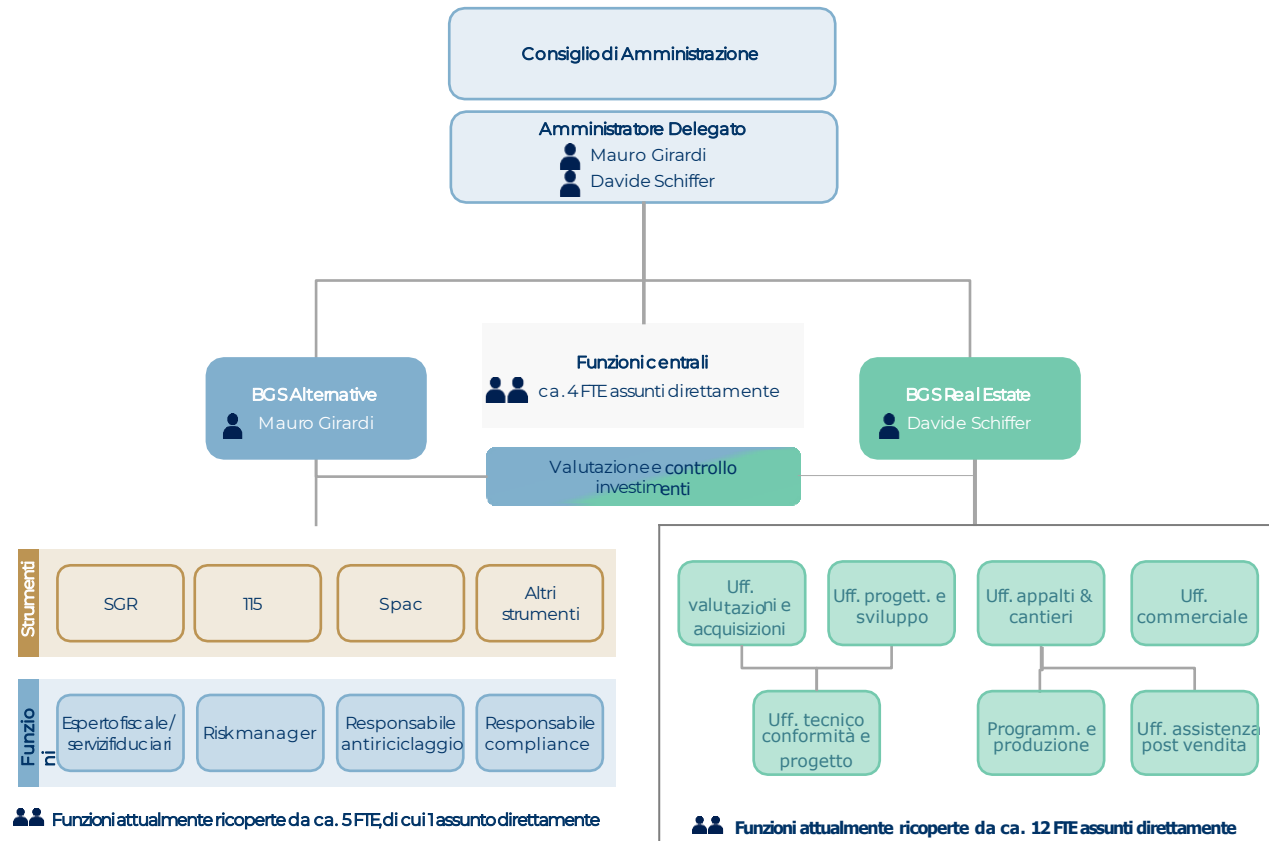 Consiglio di Amministrazione
Amministratore Delegato
Mauro Girardi
Davide Schiffer
Funzioni centrali
ca. 4 FTE assunti direttamente
BGS Alternative
Mauro Girardi
BGS Real Estate
Davide Schiffer
Valutazione e controllo
investimenti
Strumenti
SGR
115
Spac
Altri
strumenti
Funzio
ni
Esperto fiscale/
servizi fiduciari
Risk manager
Responsabile
antiriciclaggio
Responsabile
compliance
Funzioni attualmente ricoperte da ca. 5 FTE, di cui 1 assunto direttamente
Uff.
valutazioni e
acquisizioni
Uff. progett. e
sviluppo
Uff. appalti &
cantieri
Uff.
commerciale
Uff. tecnico
conformità e
progetto
Programm. e
produzione
Uff. assistenza
post vendita
Funzioni attualmente ricoperte da ca. 12 FTE assunti direttamente